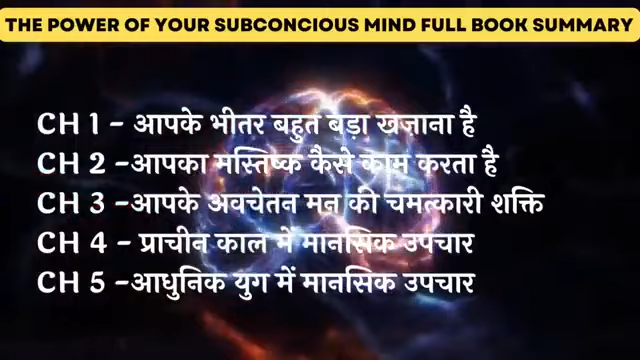 THE POWER OF YOUR SUBCONCIOUS MIND FULL BOOK SUMMARY
CH 1 - आपके भीतर बहुत बड़ा खज़ाना है
CH 2 -आपका मस्तिष्क कैसे काम करता है
CH 3 -आपके अवचेतन मन की चमत्कारी शक्ति
CH 4 - प्राचीन काल में मानसिक उपचार
CH 5 -आधुनिक युग में मानसिक उपचार